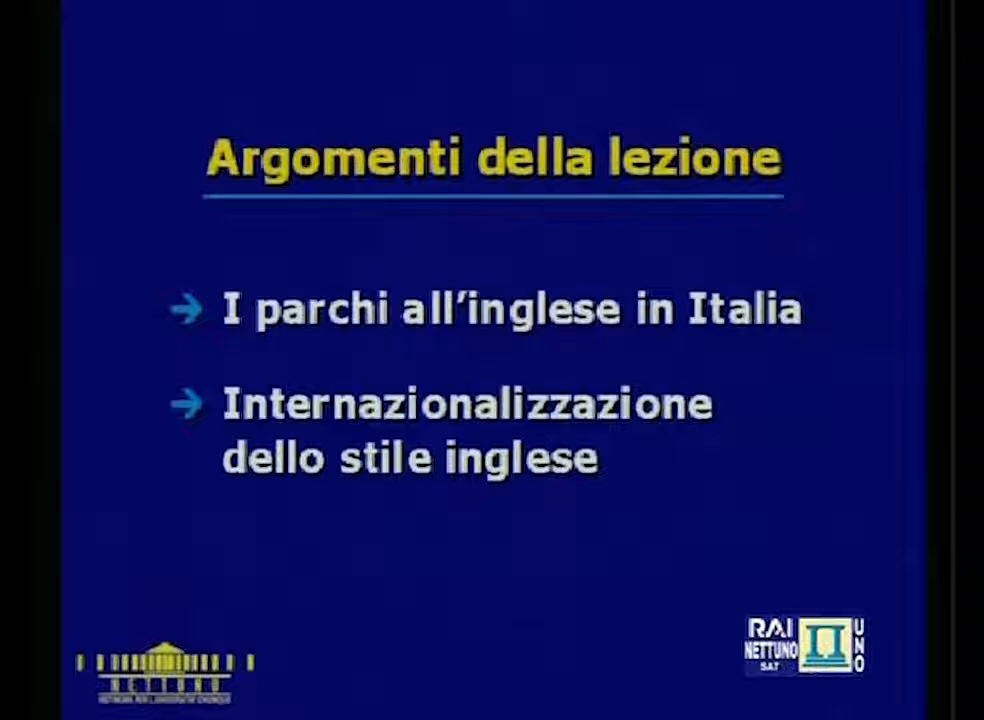 Argomenti della lezione
I parchi all'inglese in Italia
Internazionalizzazione
dello stile inglese
NETTUNO
RAI
NETTUNO
SAT
UNO